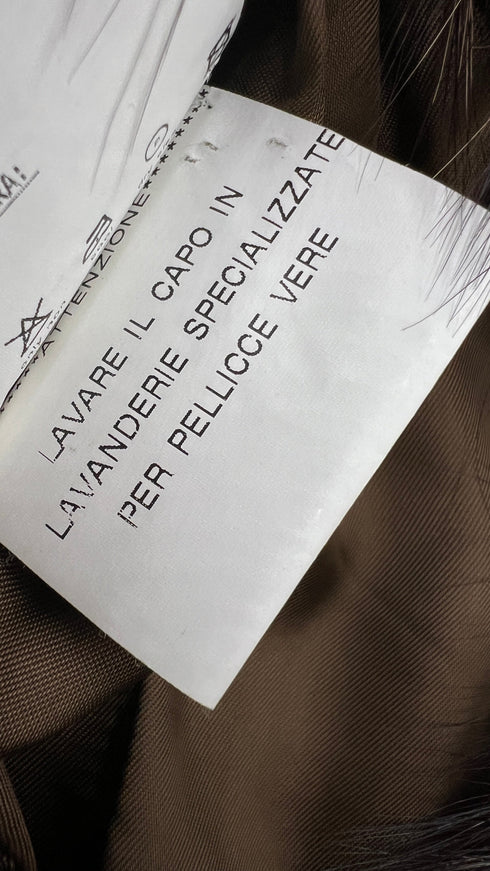 ******ATTENZIONE******
LAVARE IL CAPO IN
LAVANDERIE SPECIALIZZATE
PER PELLICCE VERE